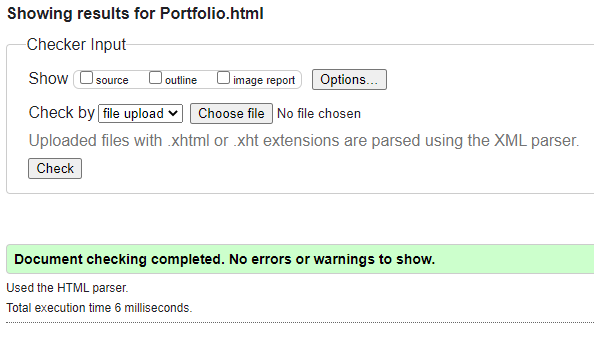 Showing results for Portfolio.html
Checker Input
Show source outline image report Options...
Check by file upload Choose file No file chosen
Uploaded files with .xhtml or .xht extensions are parsed using the XML parser.
Check
Document checking completed. No errors or warnings to show.
Used the HTML parser.
Total execution time 6 milliseconds.